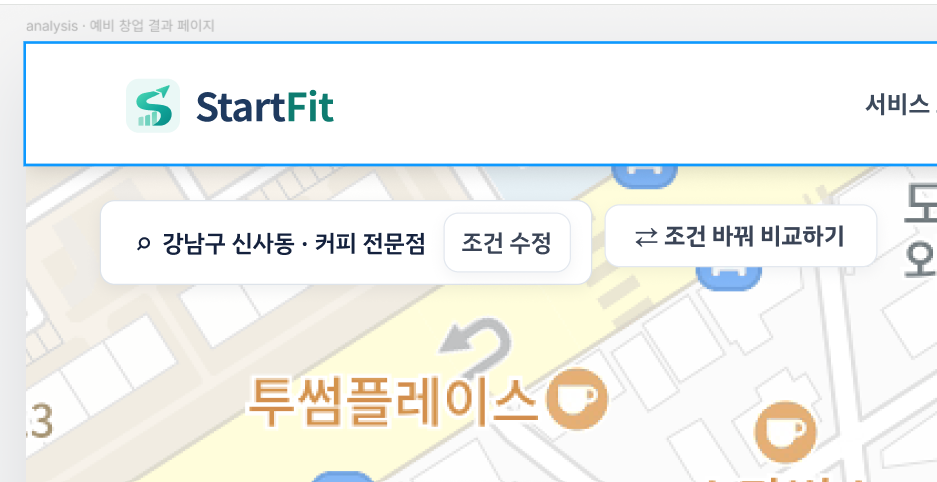 analysis · 예비 창업 결과 페이지
StartFit
서비스
강남구 신사동 · 커피 전문점
조건 수정
⇄ 조건 바꿔 비교하기
투썸플레이스
3